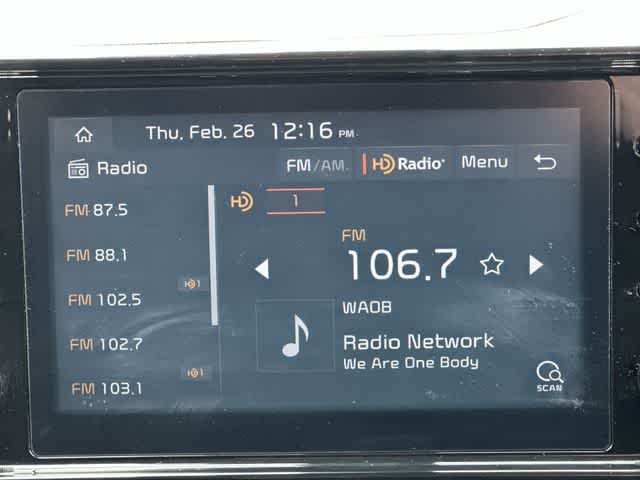 Thu, Feb. 26 12:16 PM
Radio FM/AM HD Radio Menu
FM 87.5
FM 88.1
FM 102.5 HD1
FM 102.7
FM 103.1 HD1
HD 1
FM
106.7
WAOB
Radio Network
We Are One Body
SCAN